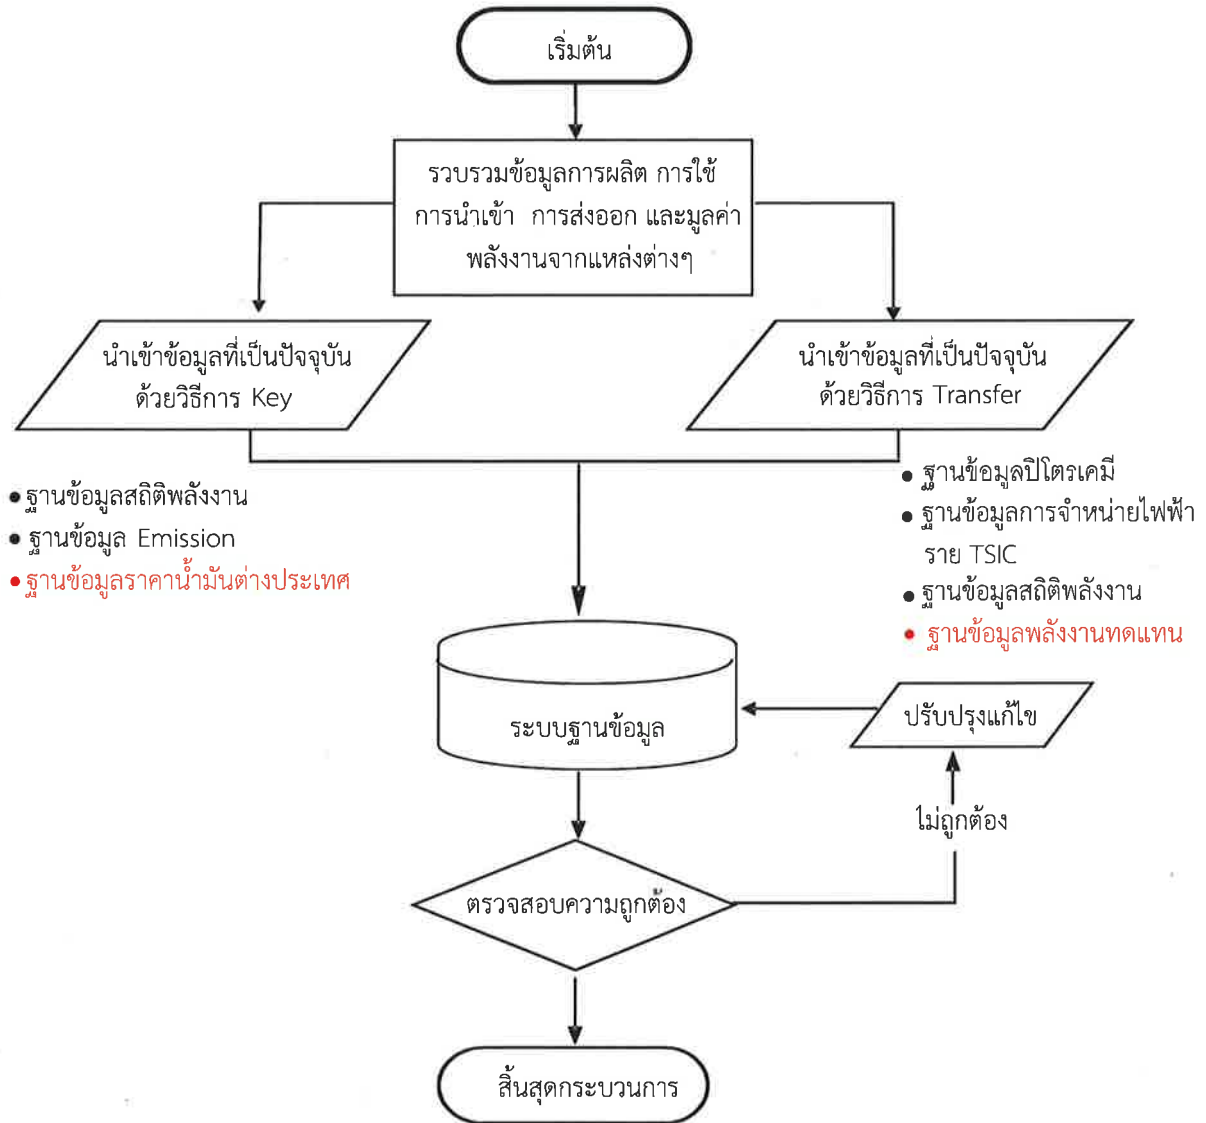 เริ่มต้น
รวบรวมข้อมูลการผลิต การใช้
การนำเข้า การส่งออก และมูลค่า
พลังงานจากแหล่งต่างๆ
นำเข้าข้อมูลที่เป็นปัจจุบัน
ด้วยวิธีการ Key
นำเข้าข้อมูลที่เป็นปัจจุบัน
ด้วยวิธีการ Transfer
• ฐานข้อมูลสถิติพลังงาน
• ฐานข้อมูล Emission
• ฐานข้อมูลราคาน้ำมันต่างประเทศ
• ฐานข้อมูลปิโตรเคมี
• ฐานข้อมูลการจำหน่ายไฟฟ้า
ราย TSIC
• ฐานข้อมูลสถิติพลังงาน
• ฐานข้อมูลพลังงานทดแทน
ระบบฐานข้อมูล
ปรับปรุงแก้ไข
ไม่ถูกต้อง
ตรวจสอบความถูกต้อง
สิ้นสุดกระบวนการ